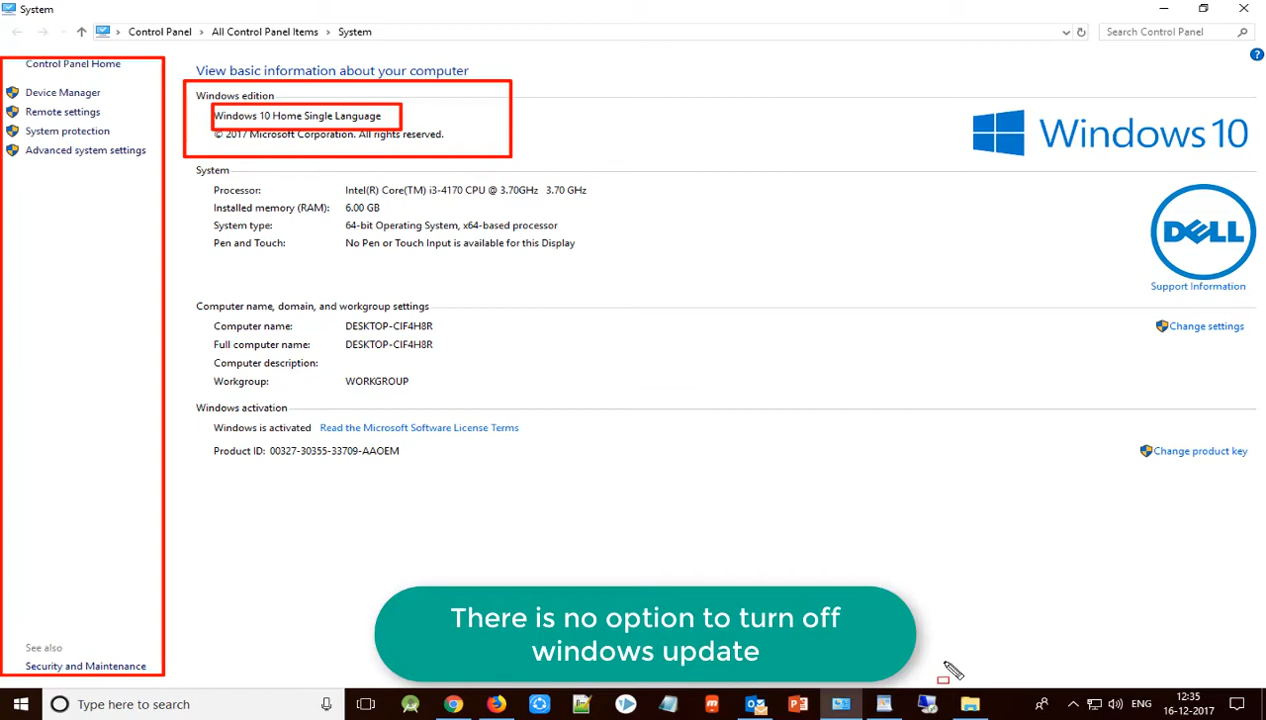 System
Control Panel > All Control Panel Items > System
Search Control Panel
Control Panel Home
Device Manager
Remote settings
System protection
Advanced system settings
See also
Security and Maintenance
View basic information about your computer
Windows edition
Windows 10 Home Single Language
© 2017 Microsoft Corporation. All rights reserved.
Windows 10
System
Processor: Intel(R) Core(TM) i3-4170 CPU @ 3.70GHz 3.70 GHz
Installed memory (RAM): 6.00 GB
System type: 64-bit Operating System, x64-based processor
Pen and Touch: No Pen or Touch Input is available for this Display
DELL
Support Information
Computer name, domain, and workgroup settings
Computer name: DESKTOP-CIF4H8R
Change settings
Full computer name: DESKTOP-CIF4H8R
Computer description:
Workgroup: WORKGROUP
Windows activation
Windows is activated Read the Microsoft Software License Terms
Product ID: 00327-30355-33709-AAOEM
Change product key
There is no option to turn off
windows update
Type here to search
ENG
12:35
16-12-2017